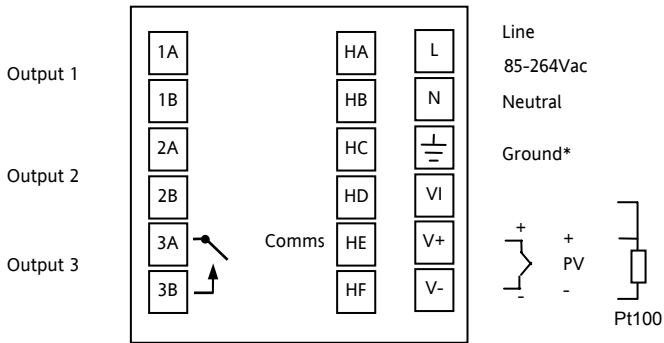 Output 1
Output 2
Output 3
1A
1B
2A
2B
3A
3B
Comms
HA
HB
HC
HD
HE
HF
L
N
VI
V+
V-
Line
85-264Vac
Neutral
Ground*
+
-
+
PV
-
Pt100